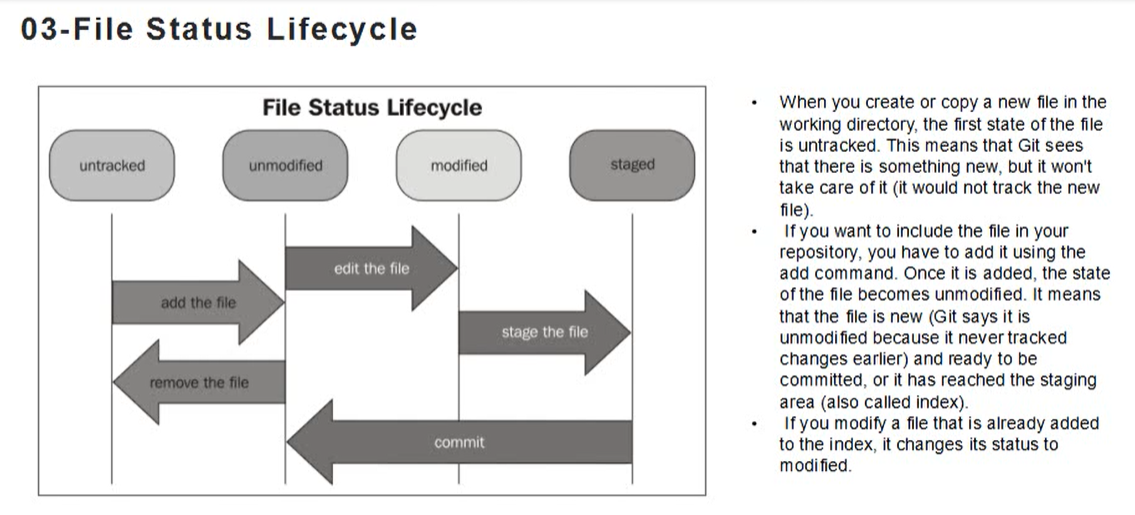 03-File Status Lifecycle
File Status Lifecycle
untracked
unmodified
modified
staged
edit the file
add the file
stage the file
remove the file
commit
• When you create or copy a new file in the
working directory, the first state of the file
is untracked. This means that Git sees
that there is something new, but it won't
take care of it (it would not track the new
file).
• If you want to include the file in your
repository, you have to add it using the
add command. Once it is added, the state
of the file becomes unmodified. It means
that the file is new (Git says it is
unmodified because it never tracked
changes earlier) and ready to be
committed, or it has reached the staging
area (also called index).
• If you modify a file that is already added
to the index, it changes its status to
modified.